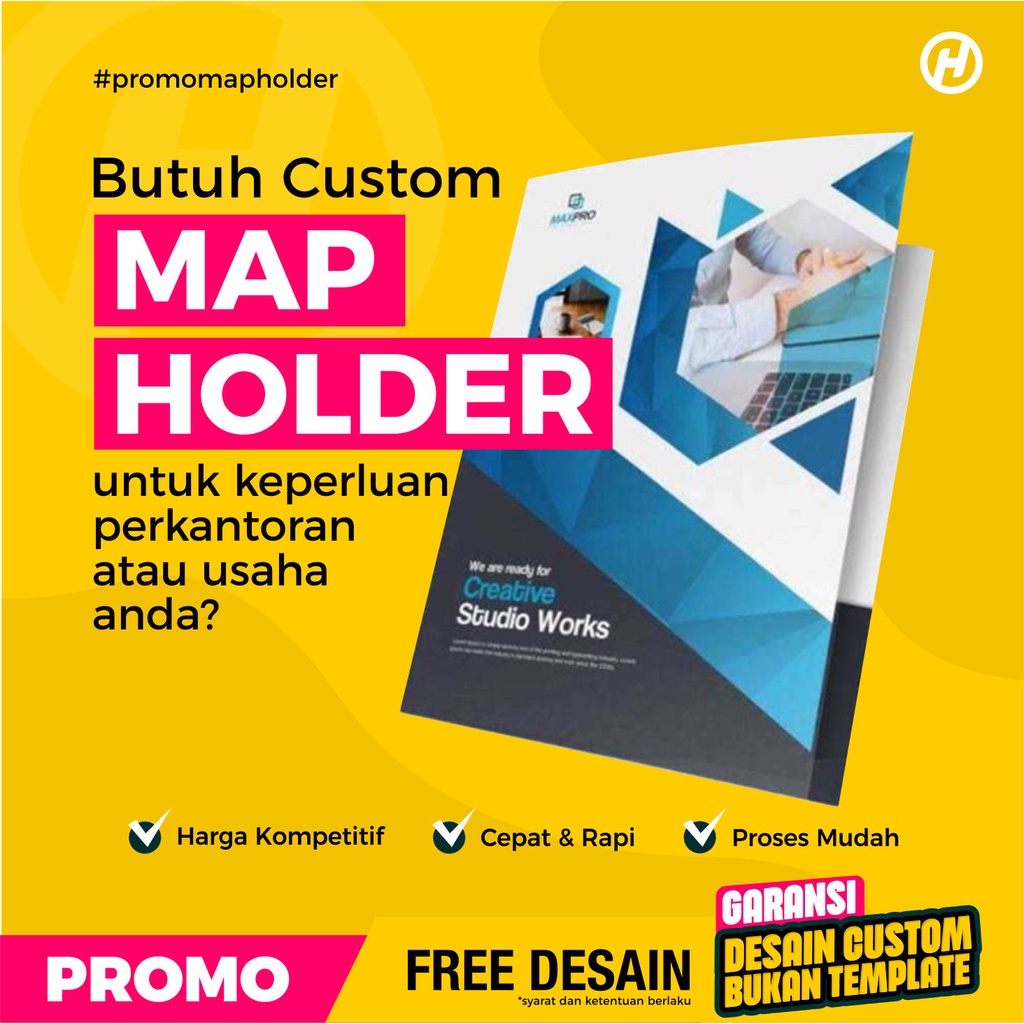 #promomapholder
Butuh Custom
MAP
HOLDER
untuk keperluan
perkantoran
atau usaha
anda?
MAXPRO
We are ready for
Creative
Studio Works
Harga Kompetitif
Cepat & Rapi
Proses Mudah
PROMO
FREE DESAIN
*syarat dan ketentuan berlaku
GARANSI
DESAIN CUSTOM
BUKAN TEMPLATE